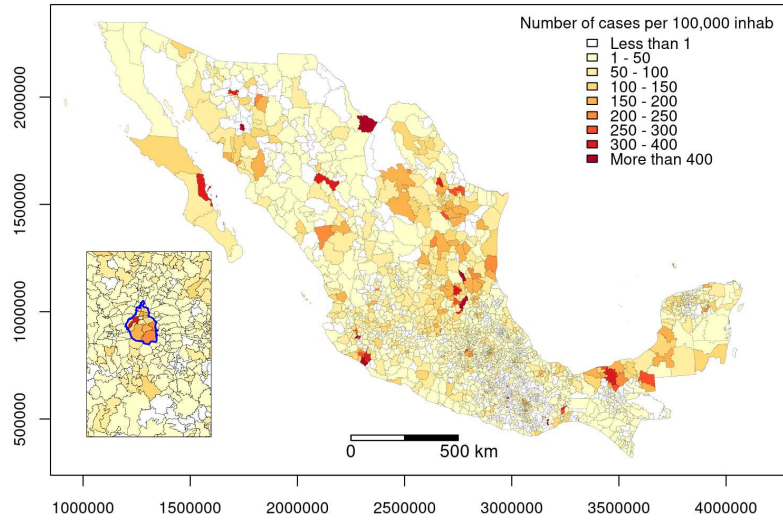 Number of cases per 100,000 inhab
Less than 1
1 - 50
50 - 100
100 - 150
150 - 200
200 - 250
250 - 300
300 - 400
More than 400
2000000
1500000
1000000
500000
0 500 km
1000000 1500000 2000000 2500000 3000000 3500000 4000000